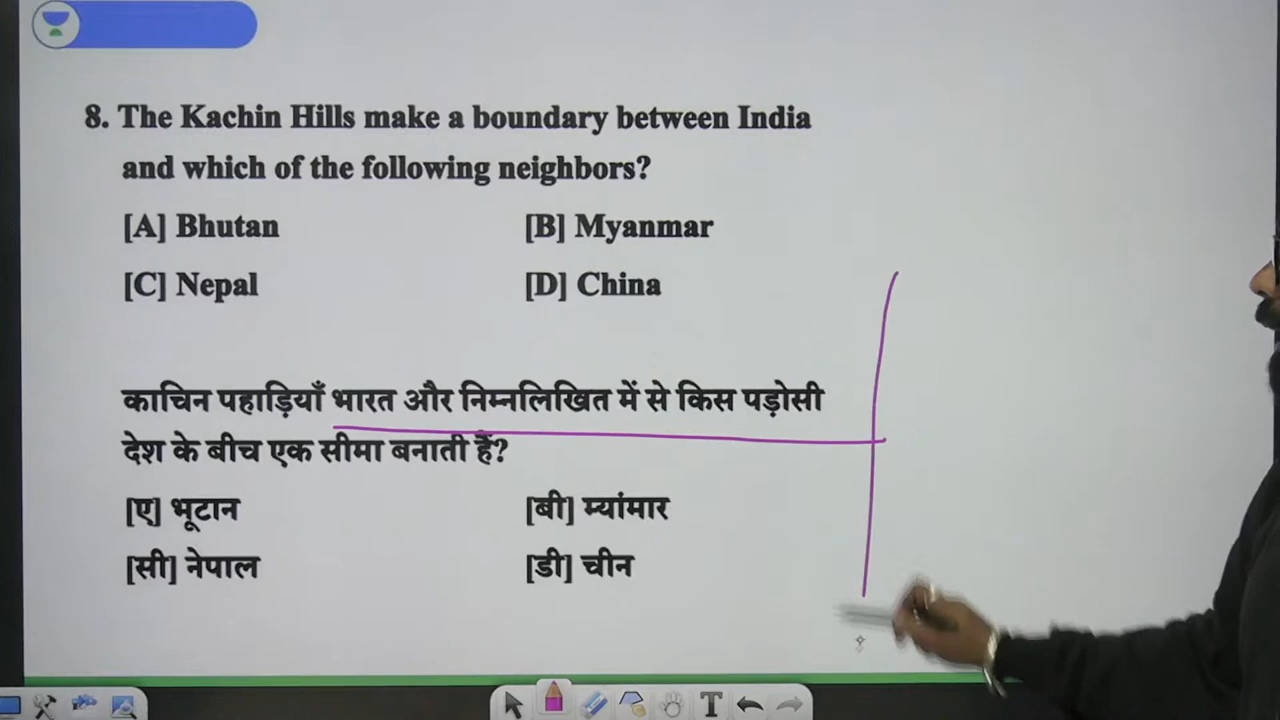 8. The Kachin Hills make a boundary between India
and which of the following neighbors?
[A] Bhutan [B] Myanmar
[C] Nepal [D] China
काचिन पहाड़ियाँ भारत और निम्नलिखित में से किस पड़ोसी
देश के बीच एक सीमा बनाती हैं?
[ए] भूटान [बी] म्यांमार
[सी] नेपाल [डी] चीन
T